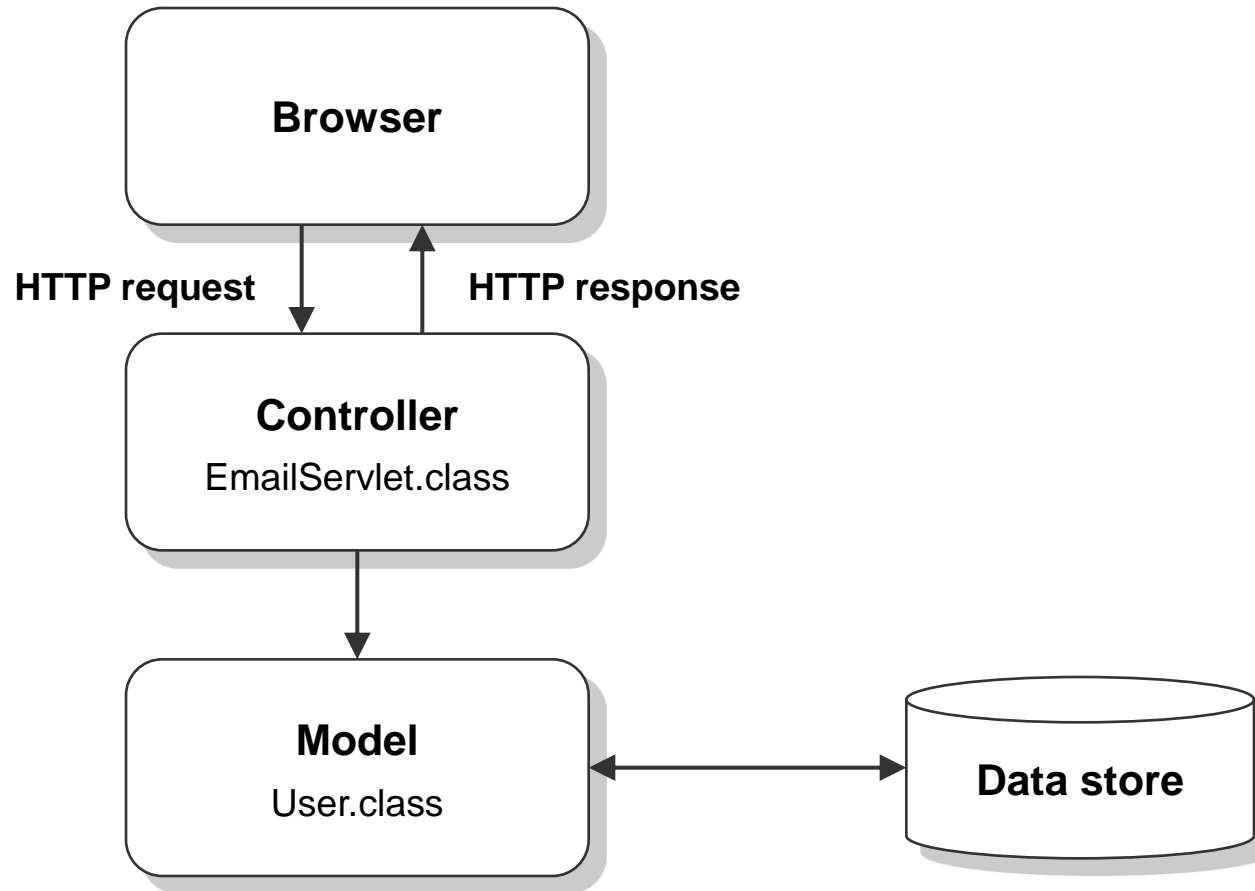 Browser
HTTP request
HTTP response
Controller
EmailServlet.class
Model
User.class
Data store